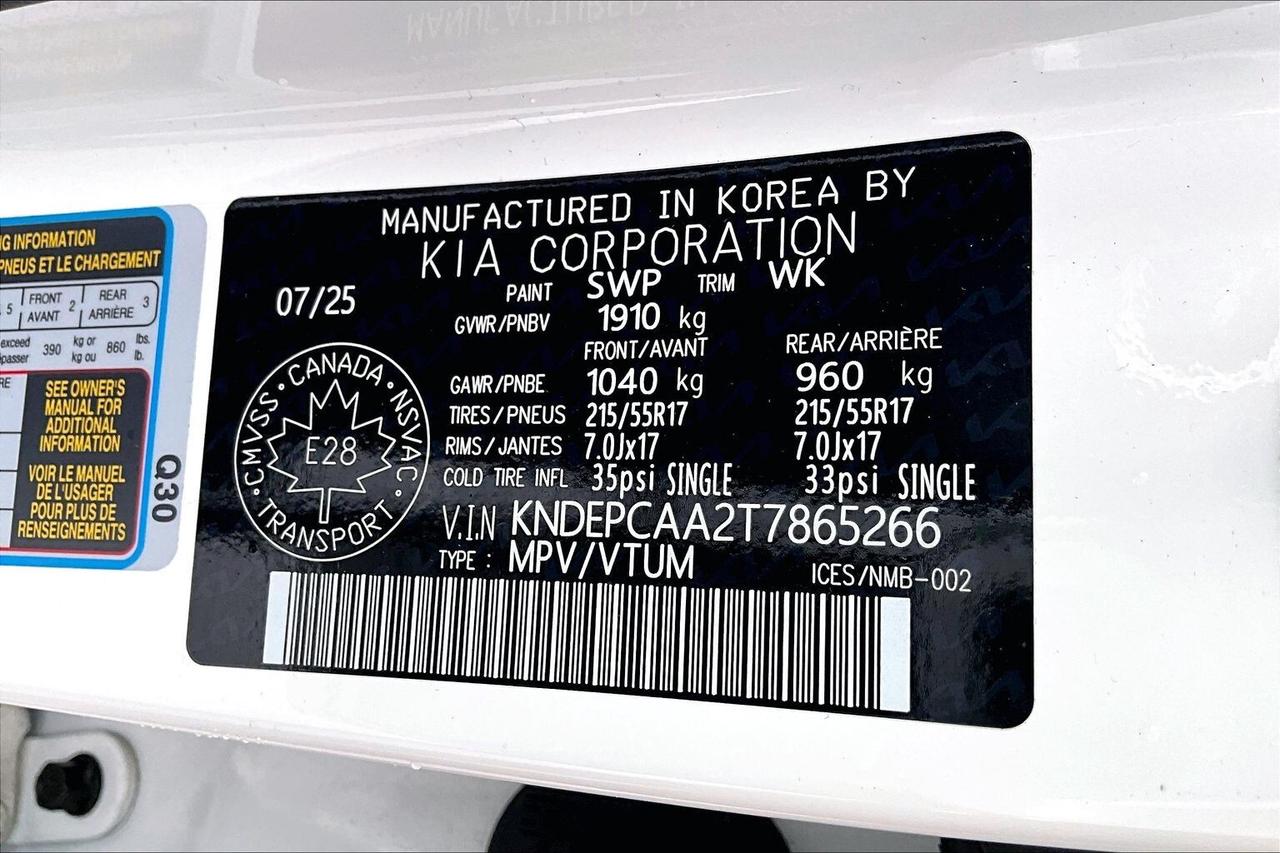 MANUFACTURED IN KOREA BY
KIA CORPORATION
07/25
PAINT SWP TRIM WK
GVWR/PNBV 1910 kg
FRONT/AVANT REAR/ARRIÈRE
GAWR/PNBE 1040 kg 960 kg
TIRES/PNEUS 215/55R17 215/55R17
RIMS/JANTES 7.0Jx17 7.0Jx17
COLD TIRE INFL 35psi SINGLE 33psi SINGLE
V.I.N KNDEPCAA2T7865266
TYPE : MPV/VTUM ICES/NMB-002
CMVSS • CANADA • NSVAC • TRANSPORT
E28
INFORMATION
PNEUS ET LE CHARGEMENT
5 FRONT AVANT 2 REAR ARRIÈRE 3
exceed 390 kg or kg ou 860 lbs. lb.
SEE OWNER'S
MANUAL FOR
ADDITIONAL
INFORMATION
VOIR LE MANUEL
DE L'USAGER
POUR PLUS DE
RENSEIGNEMENTS
Q30